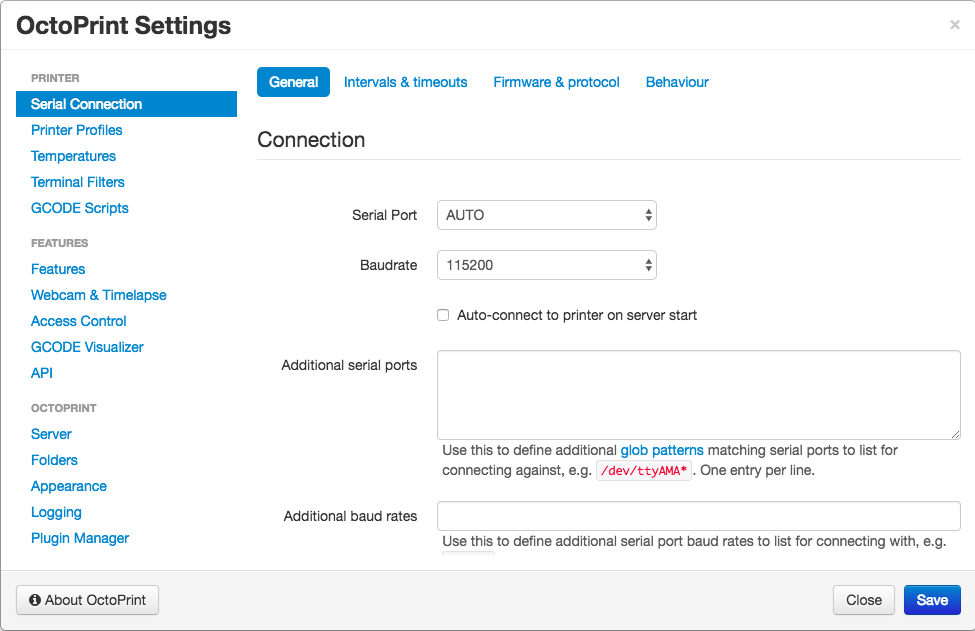 OctoPrint Settings
×
PRINTER
Serial Connection
Printer Profiles
Temperatures
Terminal Filters
GCODE Scripts
FEATURES
Features
Webcam & Timelapse
Access Control
GCODE Visualizer
API
OCTOPRINT
Server
Folders
Appearance
Logging
Plugin Manager
General Intervals & timeouts Firmware & protocol Behaviour
Connection
Serial Port AUTO
Baudrate 115200
Auto-connect to printer on server start
Additional serial ports
Use this to define additional glob patterns matching serial ports to list for
connecting against, e.g. /dev/ttyAMA* . One entry per line.
Additional baud rates
Use this to define additional serial port baud rates to list for connecting with, e.g.
About OctoPrint
Close Save